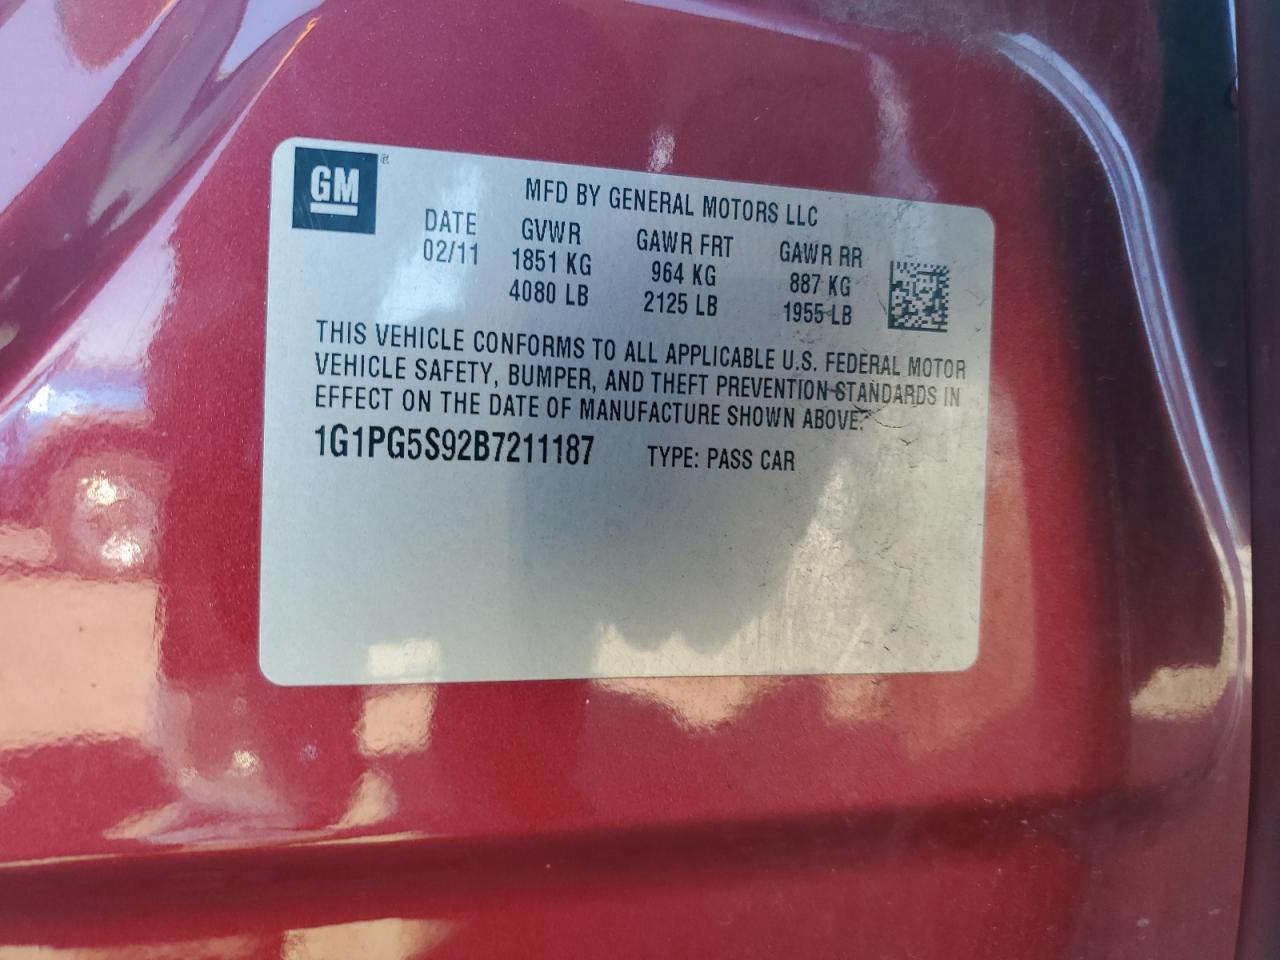 GM®
MFD BY GENERAL MOTORS LLC
DATE GVWR GAWR FRT GAWR RR
02/11 1851 KG 964 KG 887 KG
4080 LB 2125 LB 1955 LB
THIS VEHICLE CONFORMS TO ALL APPLICABLE U.S. FEDERAL MOTOR
VEHICLE SAFETY, BUMPER, AND THEFT PREVENTION STANDARDS IN
EFFECT ON THE DATE OF MANUFACTURE SHOWN ABOVE.
1G1PG5S92B7211187 TYPE: PASS CAR